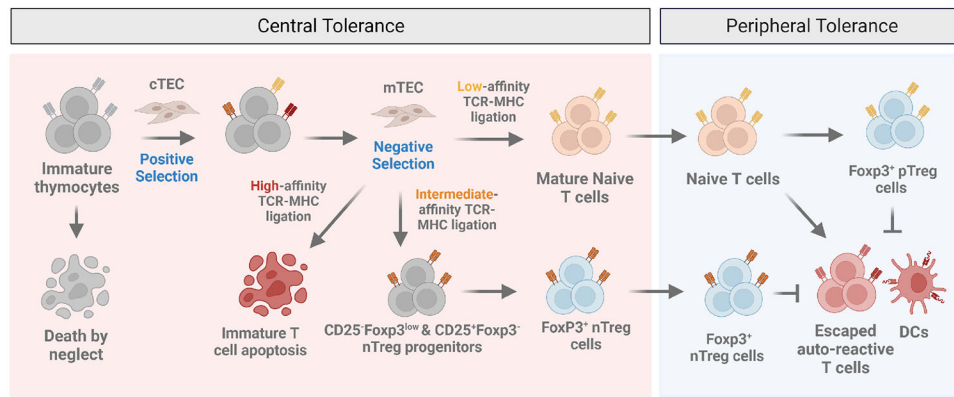 Central Tolerance
Peripheral Tolerance
cTEC
Positive
Selection
Immature
thymocytes
Death by
neglect
mTEC
Negative
Selection
Low-affinity
TCR-MHC
ligation
High-affinity
TCR-MHC
ligation
Intermediate-
affinity TCR-
MHC ligation
Mature Naive
T cells
Immature T
cell apoptosis
CD25⁻Foxp3ˡᵒʷ & CD25⁺Foxp3⁻
nTreg progenitors
FoxP3⁺ nTreg
cells
Naive T cells
Foxp3⁺ pTreg
cells
Foxp3⁺
nTreg cells
Escaped
auto-reactive
T cells
DCs